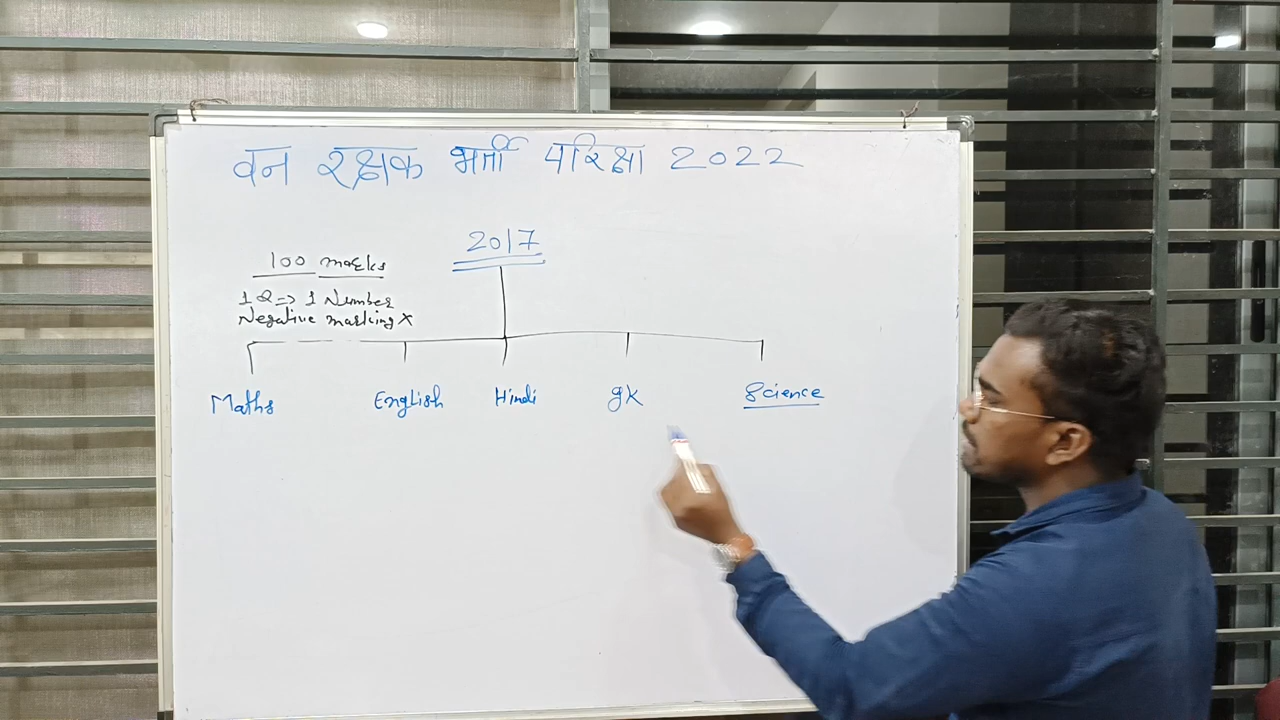 वन रक्षक भर्ती परिक्षा 2022
2017
100 marks
1 Q => 1 Number
Negative marking X
Maths English Hindi gk Science